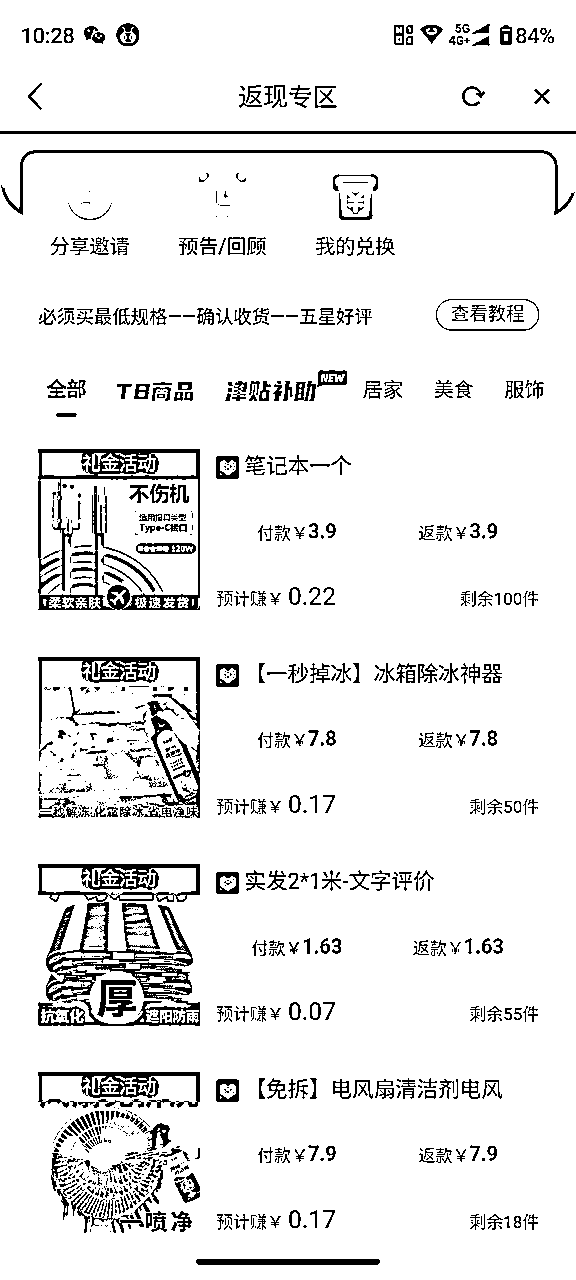 10:28
5G
4G+
84%
返现专区
分享邀请 预告/回顾 我的兑换
必须买最低规格——确认收货——五星好评 查看教程
全部 TB商品 津贴补助 NEW 居家 美食 服饰
礼金活动
不伤机
适用接口类型
Type-C接口
柔软亲肤 极速发货
笔记本一个
付款¥3.9 返款¥3.9
预计赚¥ 0.22 剩余100件
礼金活动
【一秒掉冰】冰箱除冰神器
付款¥7.8 返款¥7.8
预计赚¥ 0.17 剩余50件
礼金活动
厚
抗氧化 遮阳防雨
实发2*1米-文字评价
付款¥1.63 返款¥1.63
预计赚¥ 0.07 剩余55件
礼金活动
一喷净
【免拆】电风扇清洁剂电风
付款¥7.9 返款¥7.9
预计赚¥ 0.17 剩余18件